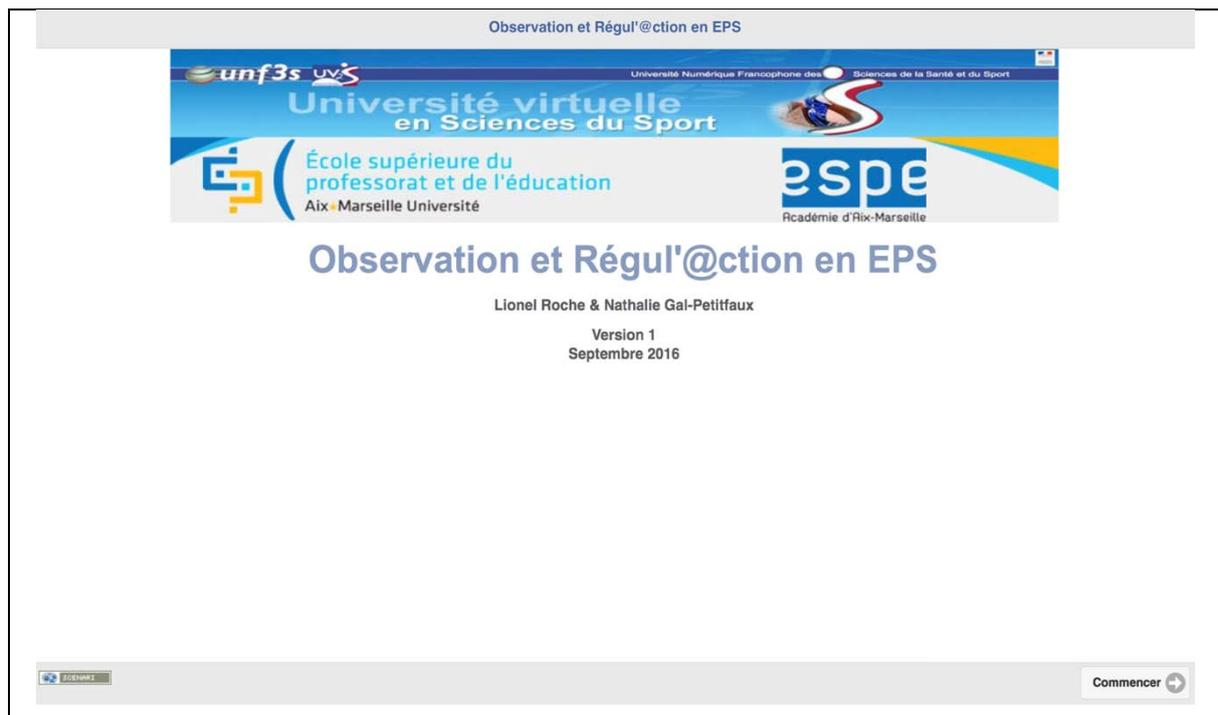 Observation et Régul'@ction en EPS
unf3s uvs
Université Numérique Francophone des Sciences de la Santé et du Sport
Université virtuelle
en Sciences du Sport
École supérieure du
professorat et de l'éducation
Aix Marseille Université
espe
Académie d'Aix-Marseille
Observation et Régul'@ction en EPS
Lionel Roche & Nathalie Gal-Petitfaux
Version 1
Septembre 2016
SCENARI
Commencer